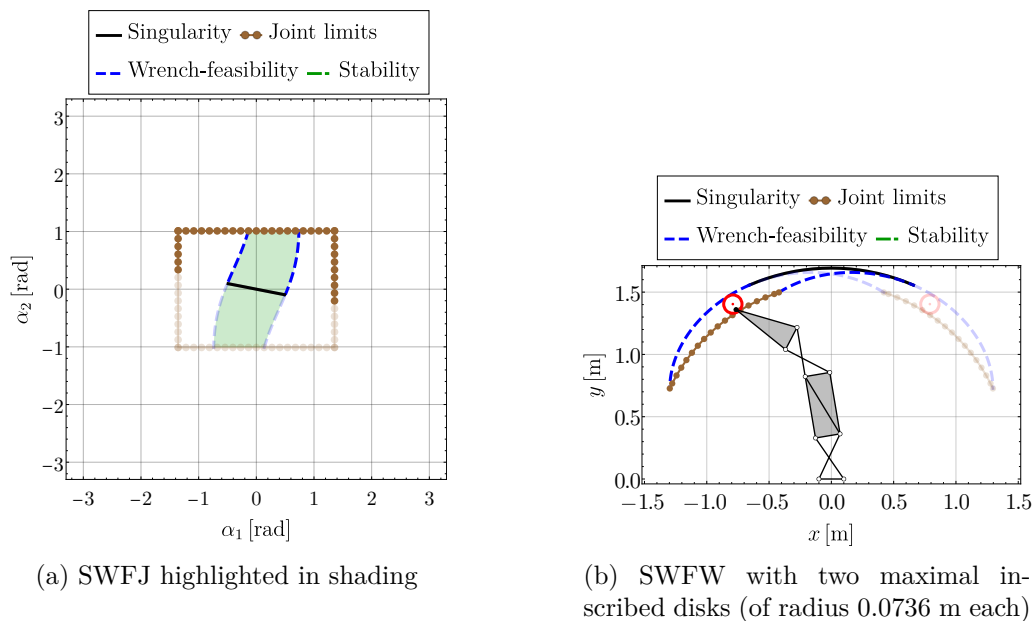 Singularity Joint limits
Wrench-feasibility Stability
3
2
1
0
−1
−2
−3
−3 −2 −1 0 1 2 3
α₂ [rad]
α₁ [rad]
(a) SWFJ highlighted in shading
Singularity Joint limits
Wrench-feasibility Stability
1.5
1.0
0.5
0.0
−1.5 −1.0 −0.5 0.0 0.5 1.0 1.5
y [m]
x [m]
(b) SWFW with two maximal in-
scribed disks (of radius 0.0736 m each)